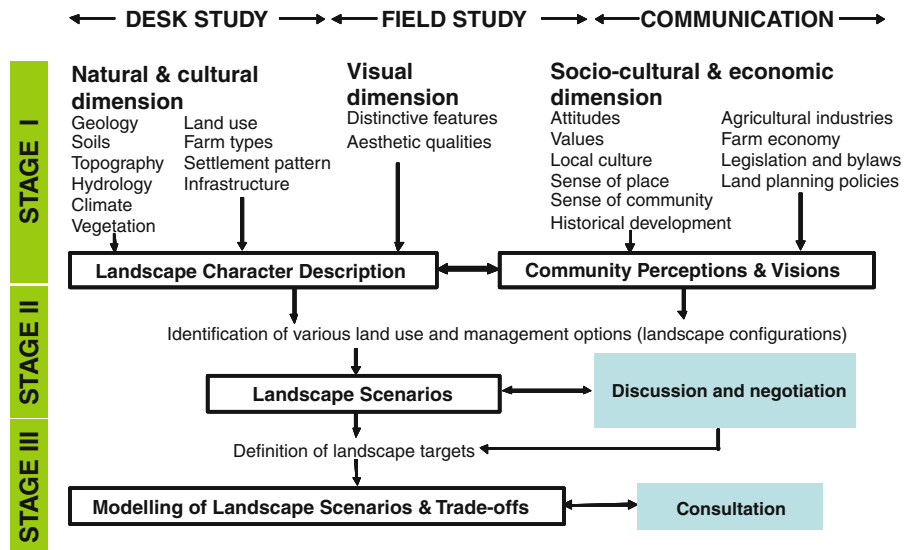 DESK STUDY
FIELD STUDY
COMMUNICATION
STAGE I
Natural & cultural
dimension
Geology
Soils
Topography
Hydrology
Climate
Vegetation
Land use
Farm types
Settlement pattern
Infrastructure
Visual
dimension
Distinctive features
Aesthetic qualities
Socio-cultural & economic
dimension
Attitudes
Values
Local culture
Sense of place
Sense of community
Historical development
Agricultural industries
Farm economy
Legislation and bylaws
Land planning policies
Landscape Character Description
Community Perceptions & Visions
STAGE II
Identification of various land use and management options (landscape configurations)
Landscape Scenarios
Discussion and negotiation
STAGE III
Definition of landscape targets
Modelling of Landscape Scenarios & Trade-offs
Consultation